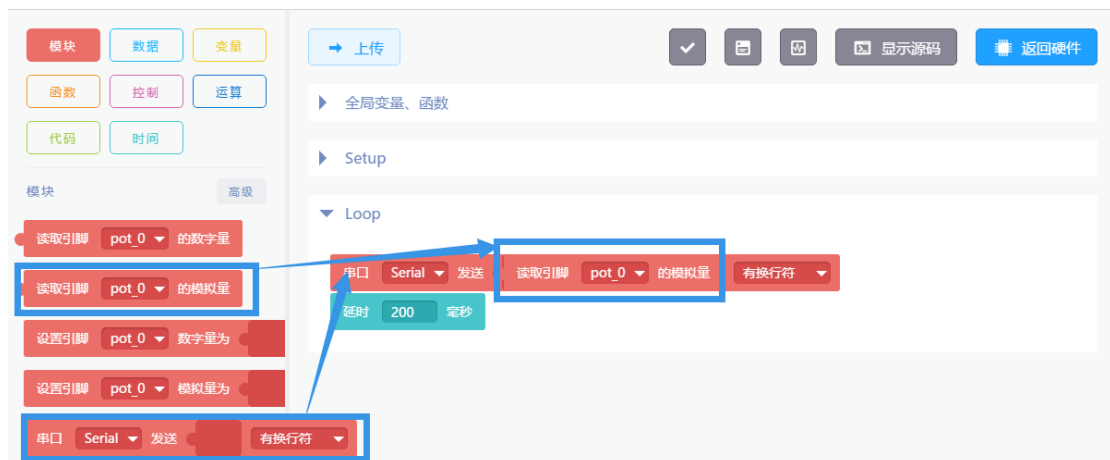 模块 数据 变量
函数 控制 运算
代码 时间
模块 高级
读取引脚 pot_0 的数字量
读取引脚 pot_0 的模拟量
设置引脚 pot_0 数字量为
设置引脚 pot_0 模拟量为
串口 Serial 发送 有换行符
上传 显示源码 返回硬件
全局变量、函数
Setup
Loop
串口 Serial 发送 读取引脚 pot_0 的模拟量 有换行符
延时 200 毫秒